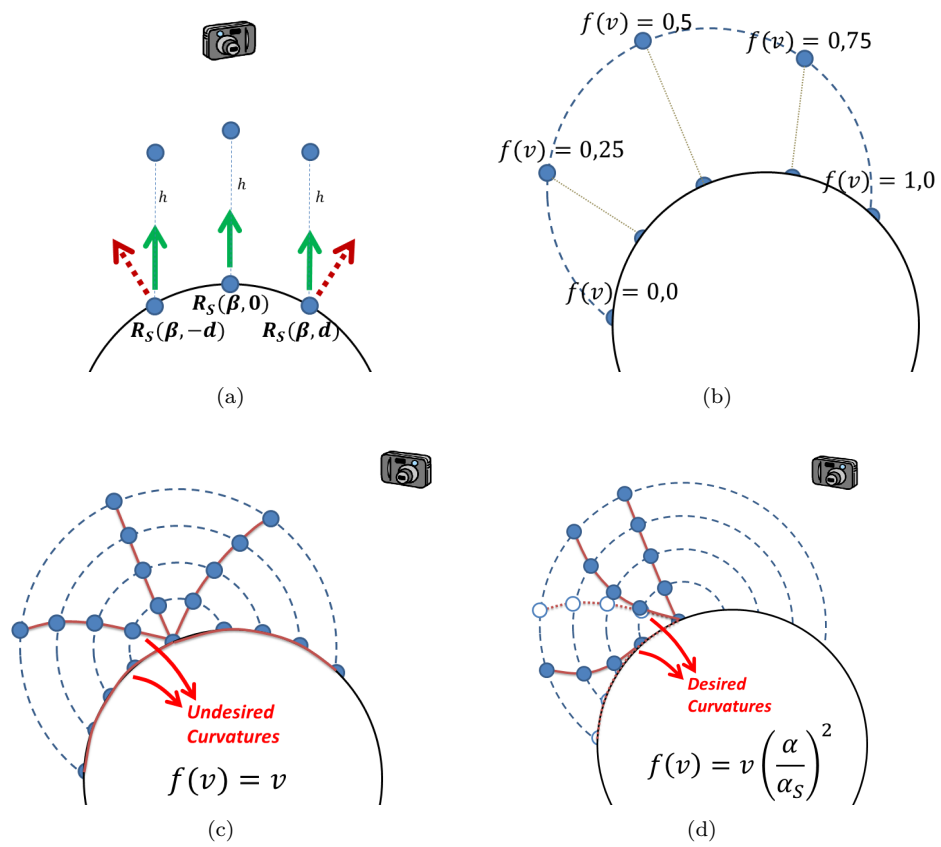 f(v) = 0,5
f(v) = 0,75
f(v) = 0,25
f(v) = 1,0
f(v) = 0,0
h
h
h
R_S(β, 0)
R_S(β, −d)
R_S(β, d)
(a)
(b)
Undesired
Curvatures
f(v) = v
Desired
Curvatures
f(v) = v (α/α_S)^2
(c)
(d)